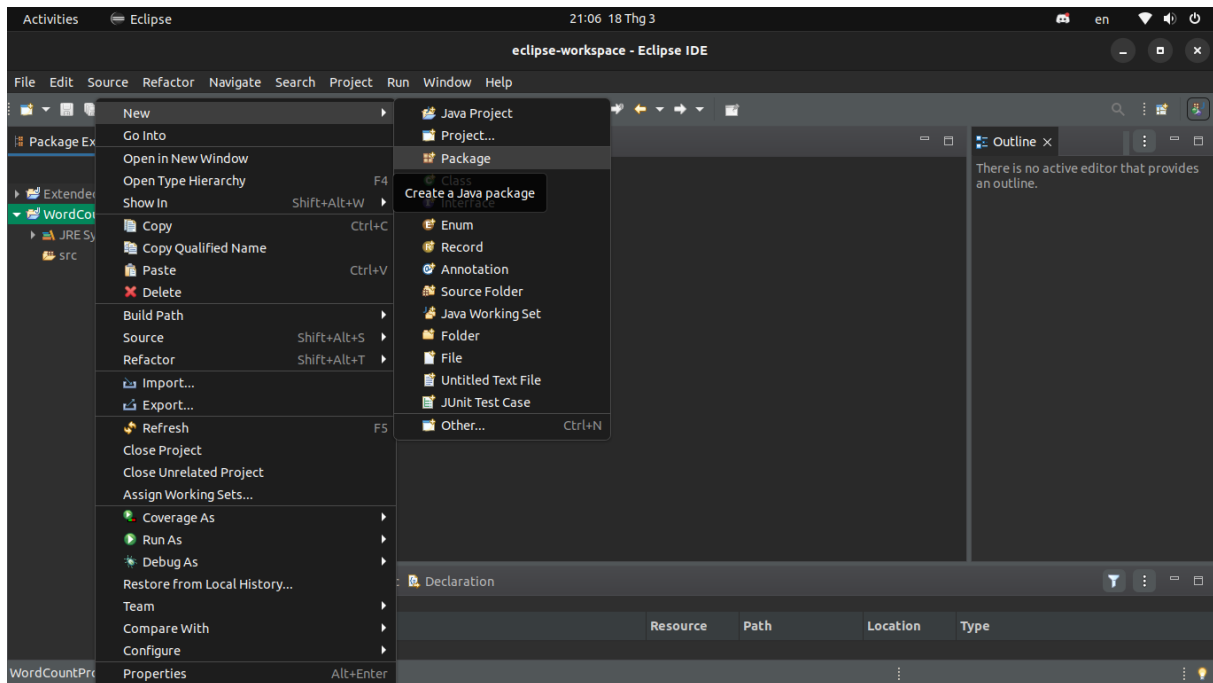 Activities Eclipse 21:06 18 Thg 3 en
eclipse-workspace - Eclipse IDE
File Edit Source Refactor Navigate Search Project Run Window Help
Package Ex
Extended
WordCou
JRE Sy
src
New
Go Into
Open in New Window
Open Type Hierarchy F4
Show In Shift+Alt+W
Copy Ctrl+C
Copy Qualified Name
Paste Ctrl+V
Delete
Build Path
Source Shift+Alt+S
Refactor Shift+Alt+T
Import...
Export...
Refresh F5
Close Project
Close Unrelated Project
Assign Working Sets...
Coverage As
Run As
Debug As
Restore from Local History...
Team
Compare With
Configure
Properties Alt+Enter
Java Project
Project...
Package
Class
Create a Java package
Interface
Enum
Record
Annotation
Source Folder
Java Working Set
Folder
File
Untitled Text File
JUnit Test Case
Other... Ctrl+N
Outline
There is no active editor that provides
an outline.
Declaration
Resource Path Location Type
WordCountPro